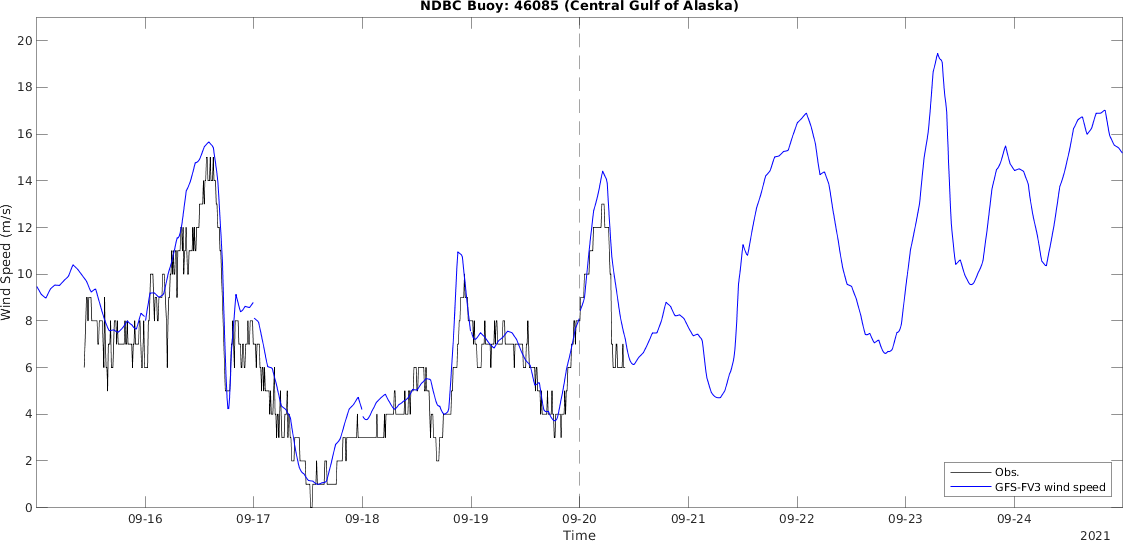 NDBC Buoy: 46085 (Central Gulf of Alaska)
20
18
16
14
12
10
8
6
4
2
0
Wind Speed (m/s)
Obs.
GFS-FV3 wind speed
09-16 09-17 09-18 09-19 09-20 09-21 09-22 09-23 09-24
Time
2021